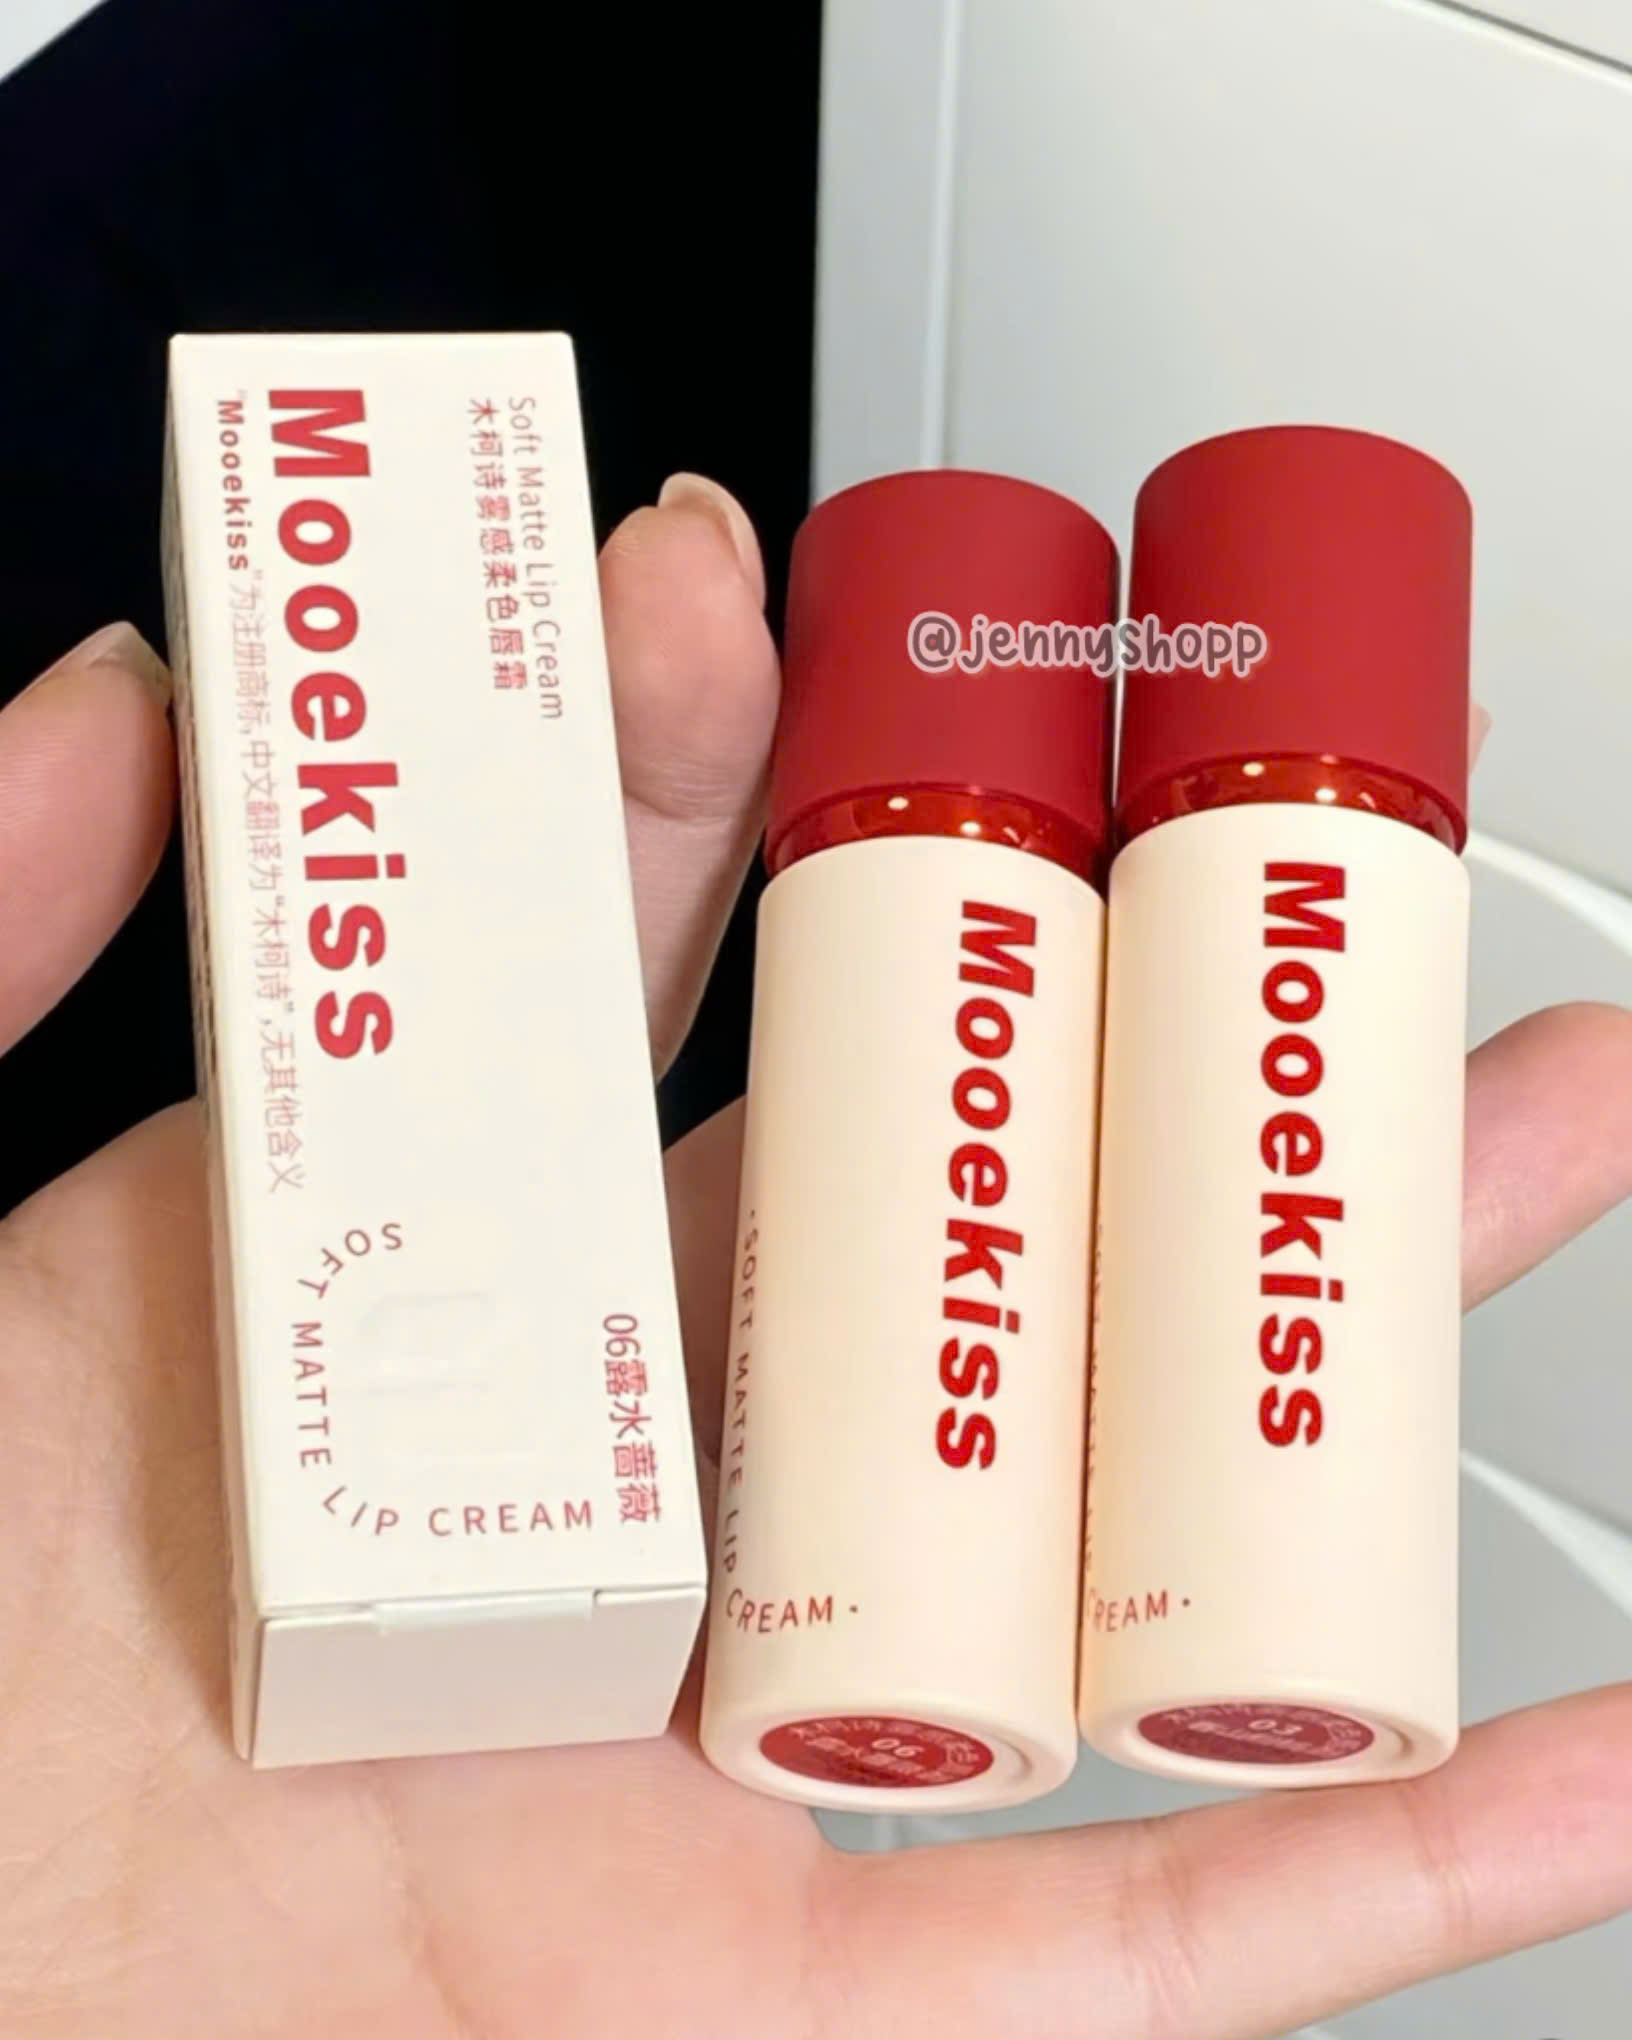 Soft Matte Lip Cream
木柯诗雾感柔色唇霜
Mooekiss
"Mooekiss"为注册商标,中文翻译为"木柯诗",无其他含义
SOFT MATTE LIP CREAM
06露水蔷薇
@jennyshopp
Mooekiss
·SOFT MATTE LIP CREAM·
06
Mooekiss
CREAM·
03